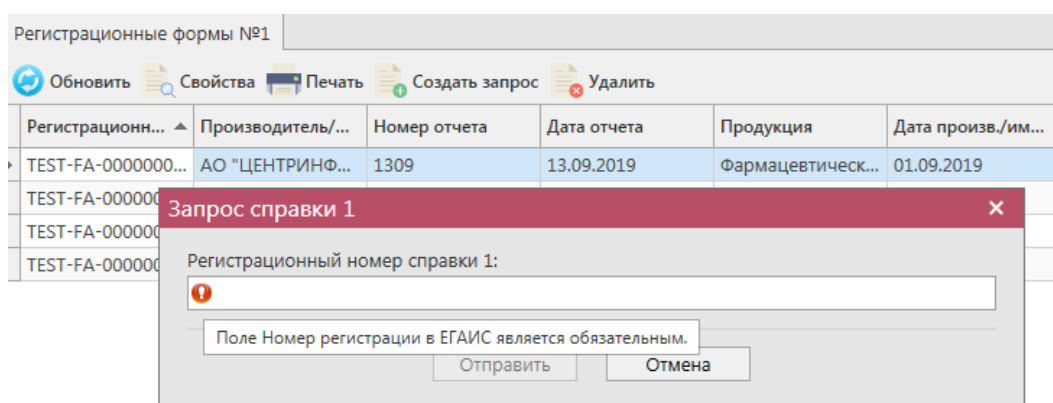 Регистрационные формы №1
Обновить Свойства Печать Создать запрос Удалить
Регистрационн... Производитель/... Номер отчета Дата отчета Продукция Дата произв./им...
TEST-FA-0000000... АО "ЦЕНТРИНФ... 1309 13.09.2019 Фармацевтическ... 01.09.2019
TEST-FA-000000
TEST-FA-000000
TEST-FA-000000
Запрос справки 1
Регистрационный номер справки 1:
Поле Номер регистрации в ЕГАИС является обязательным.
Отправить Отмена